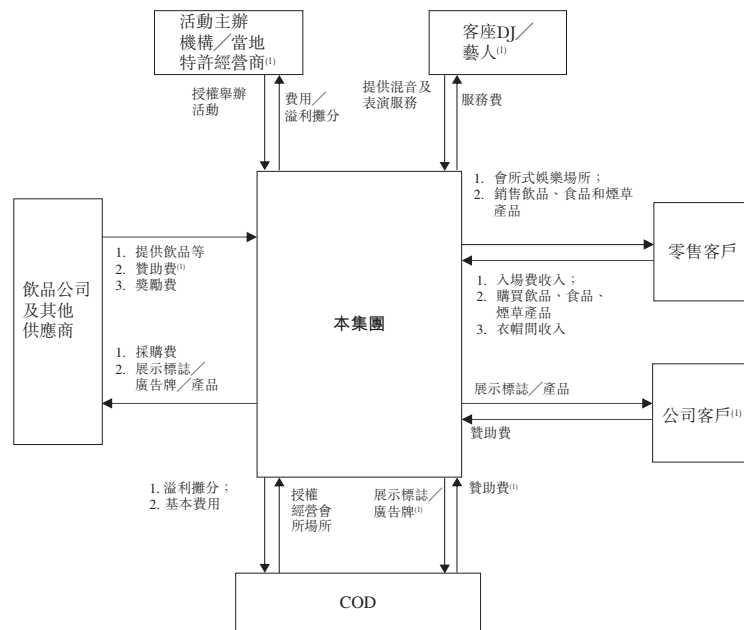 活動主辦
機構／當地
特許經營商(1)
客座DJ／
藝人(1)
授權舉辦
活動
費用／
溢利攤分
提供混音及
表演服務
服務費
1. 會所式娛樂場所；
2. 銷售飲品、食品和煙草
產品
飲品公司
及其他
供應商
1. 提供飲品等
2. 贊助費(1)
3. 獎勵費
本集團
零售客戶
1. 入場費收入；
2. 購買飲品、食品、
煙草產品
3. 衣帽間收入
1. 採購費
2. 展示標誌／
廣告牌／產品
展示標誌／產品
公司客戶(1)
贊助費
1. 溢利攤分；
2. 基本費用
授權
經營會
所場所
展示標誌／
廣告牌(1)
贊助費(1)
COD